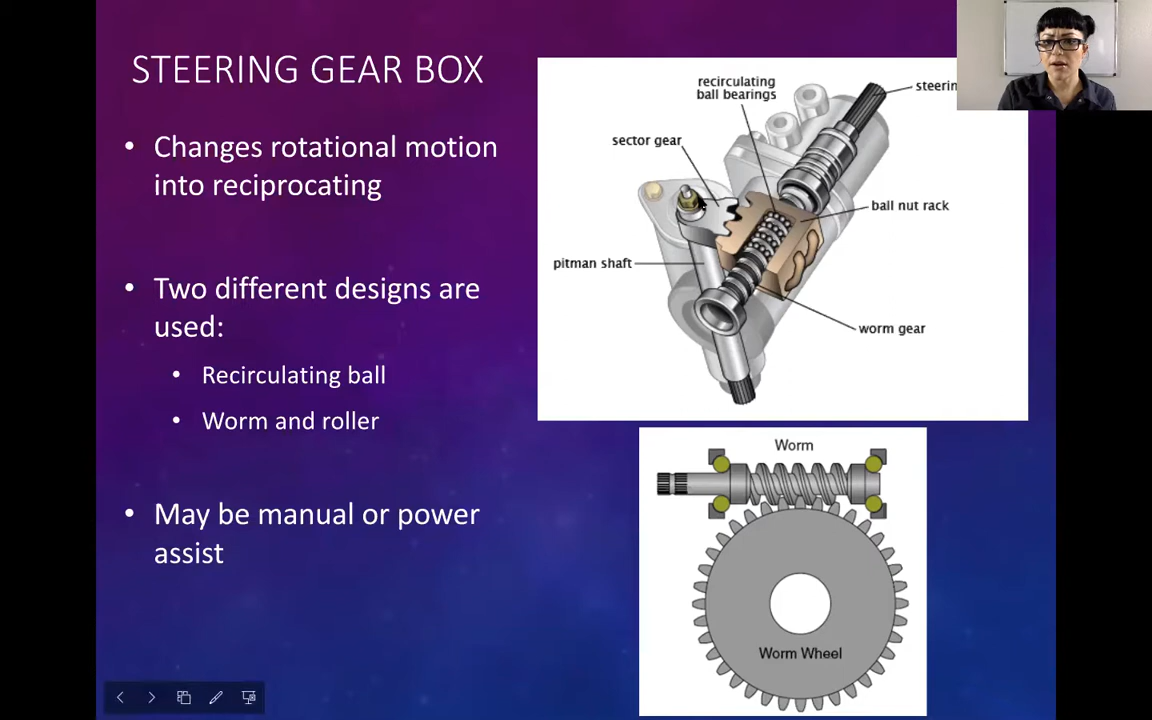 STEERING GEAR BOX
• Changes rotational motion
into reciprocating
• Two different designs are
used:
• Recirculating ball
• Worm and roller
• May be manual or power
assist
recirculating
ball bearings
sector gear
ball nut rack
pitman shaft
worm gear
Worm
Worm Wheel